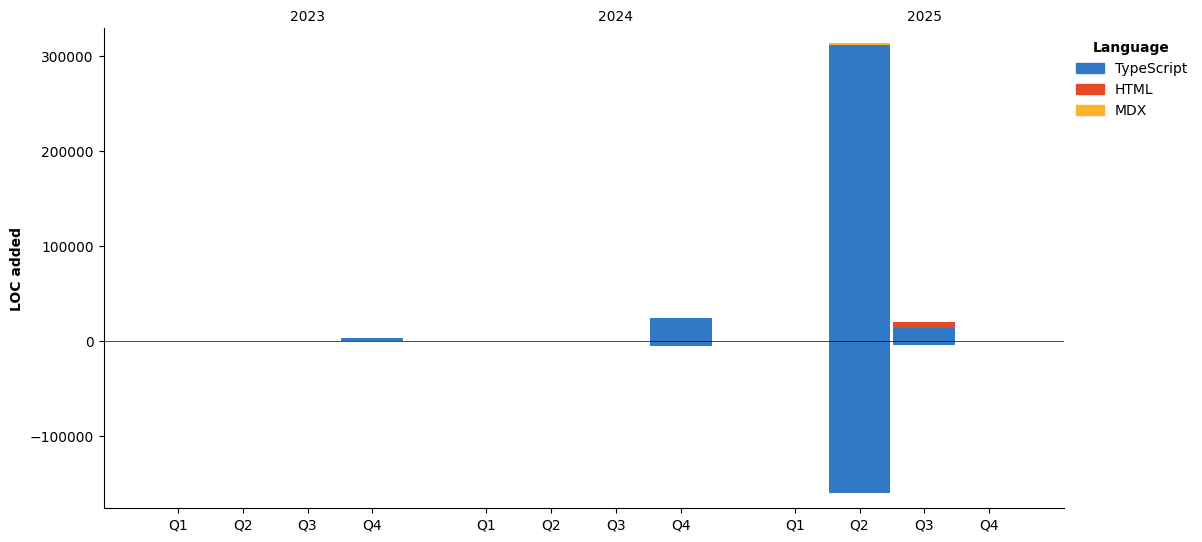 2023 2024 2025
Language
TypeScript
HTML
MDX
LOC added
300000
200000
100000
0
−100000
Q1 Q2 Q3 Q4 Q1 Q2 Q3 Q4 Q1 Q2 Q3 Q4